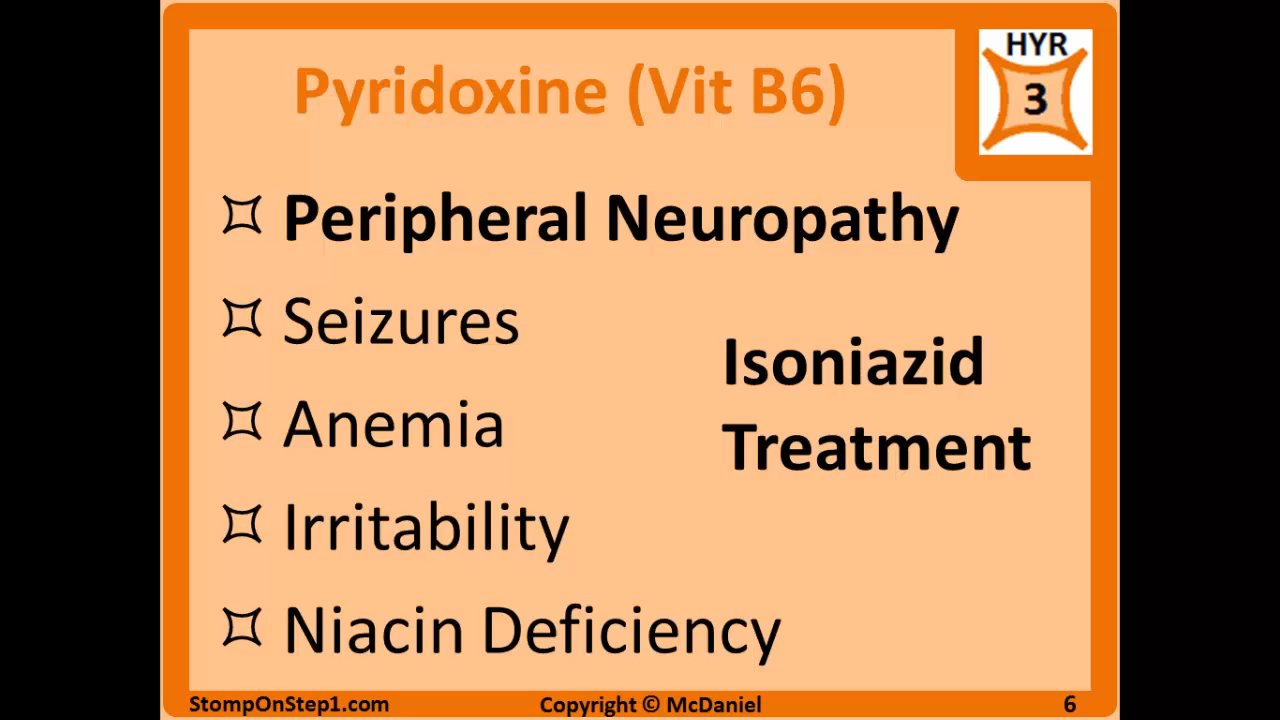 HYR
3
Pyridoxine (Vit B6)
Peripheral Neuropathy
Seizures
Anemia
Irritability
Niacin Deficiency
Isoniazid
Treatment
StompOnStep1.com
Copyright © McDaniel
6